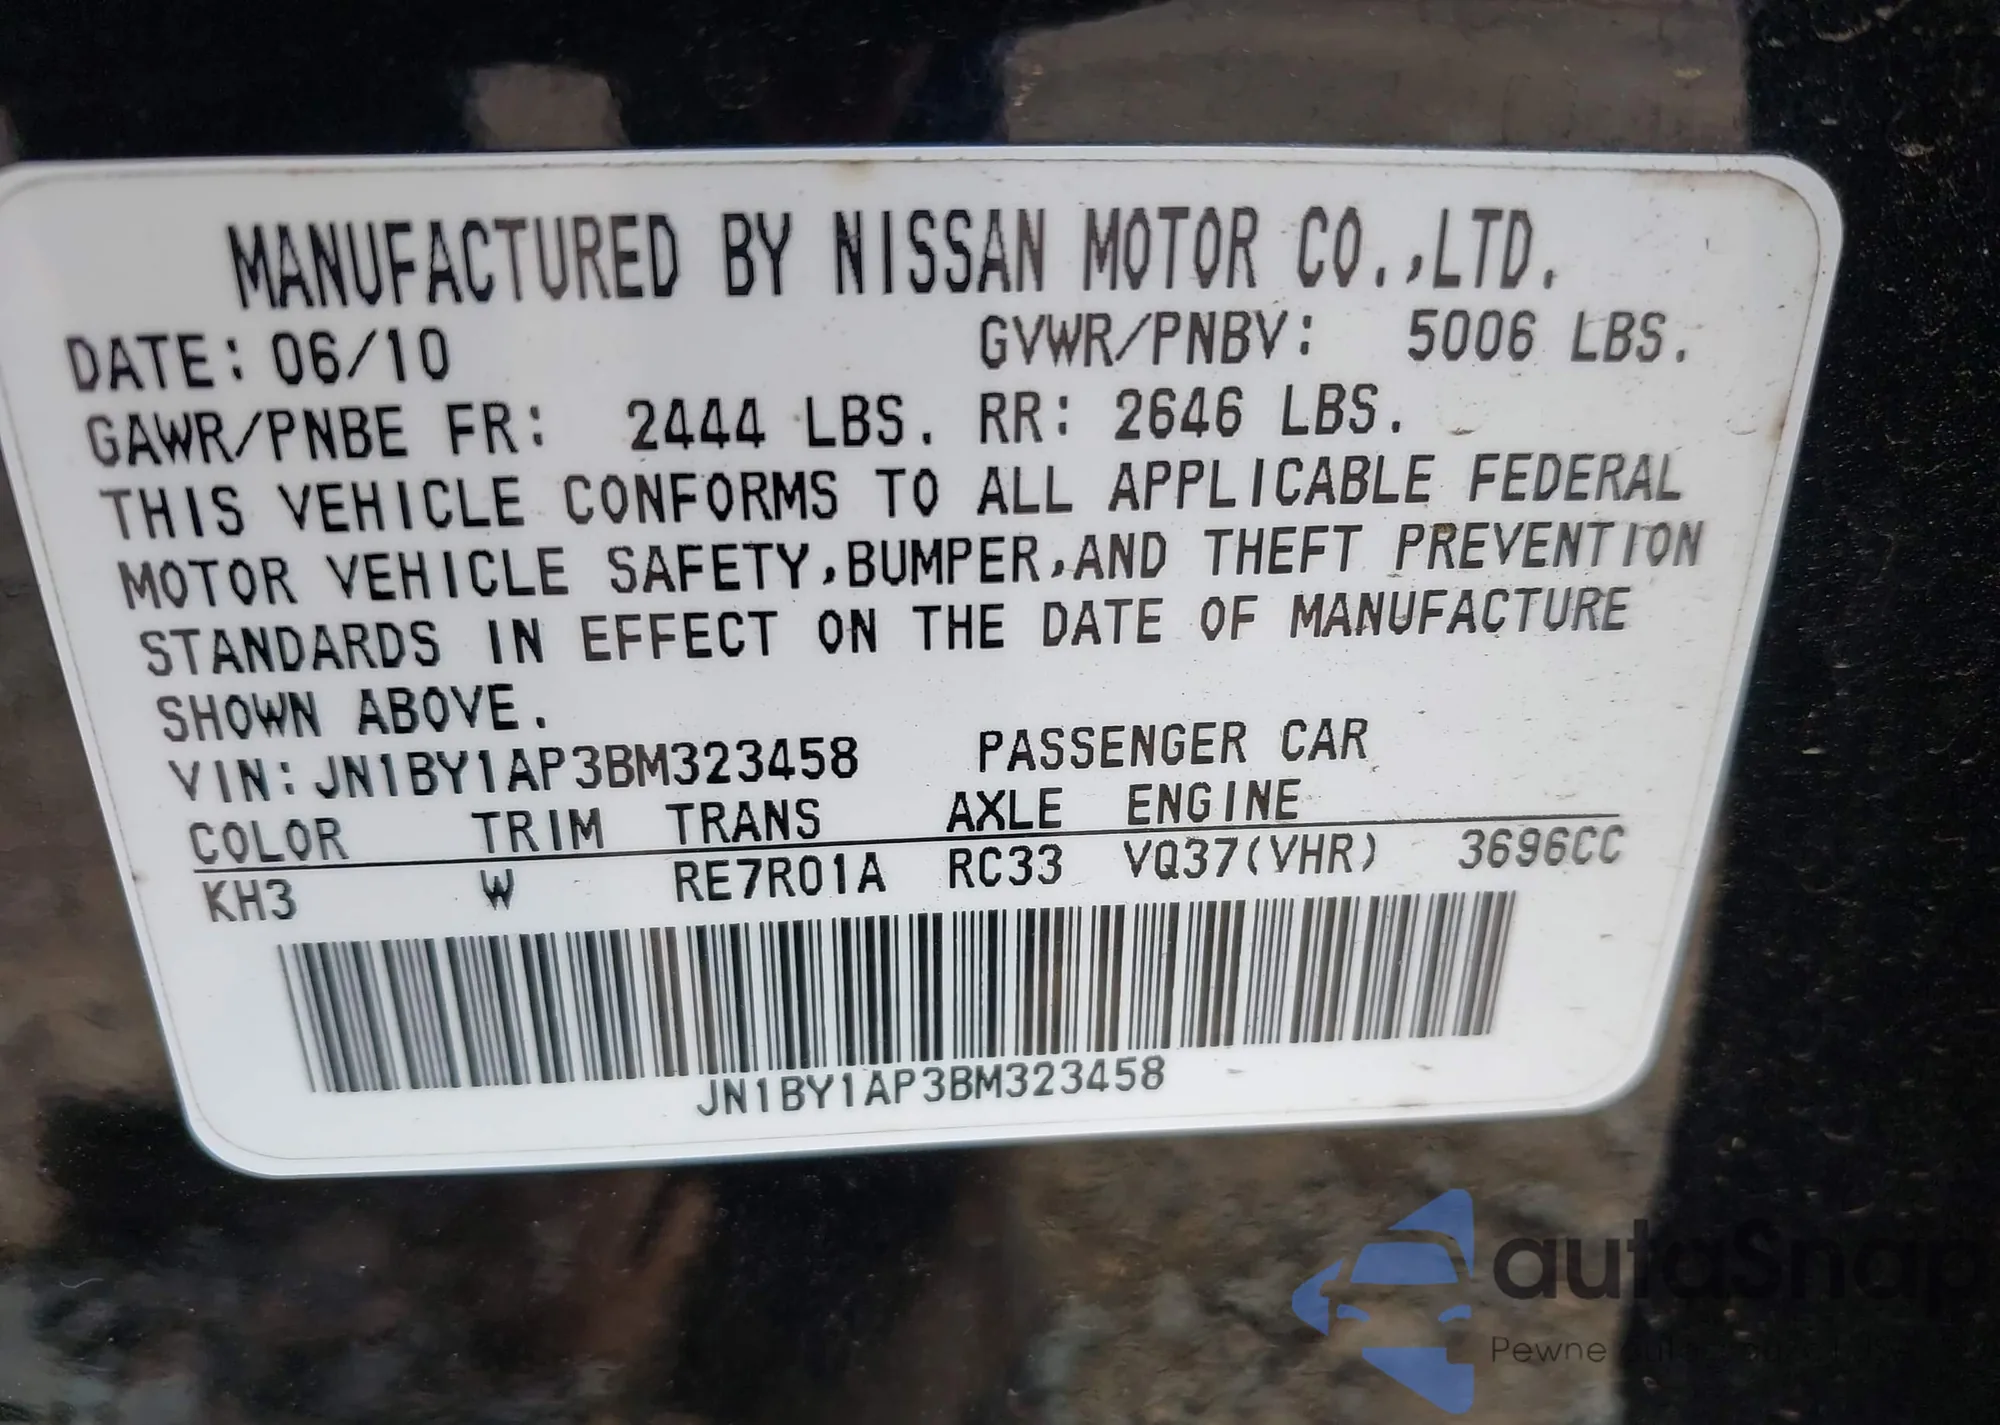 MANUFACTURED BY NISSAN MOTOR CO.,LTD.
DATE: 06/10 GVWR/PNBV: 5006 LBS.
GAWR/PNBE FR: 2444 LBS. RR: 2646 LBS.
THIS VEHICLE CONFORMS TO ALL APPLICABLE FEDERAL
MOTOR VEHICLE SAFETY,BUMPER,AND THEFT PREVENTION
STANDARDS IN EFFECT ON THE DATE OF MANUFACTURE
SHOWN ABOVE.
VIN: JN1BY1AP3BM323458 PASSENGER CAR
COLOR TRIM TRANS AXLE ENGINE
KH3 W RE7R01A RC33 VQ37(VHR) 3696CC
JN1BY1AP3BM323458
autaSnap
Pewne